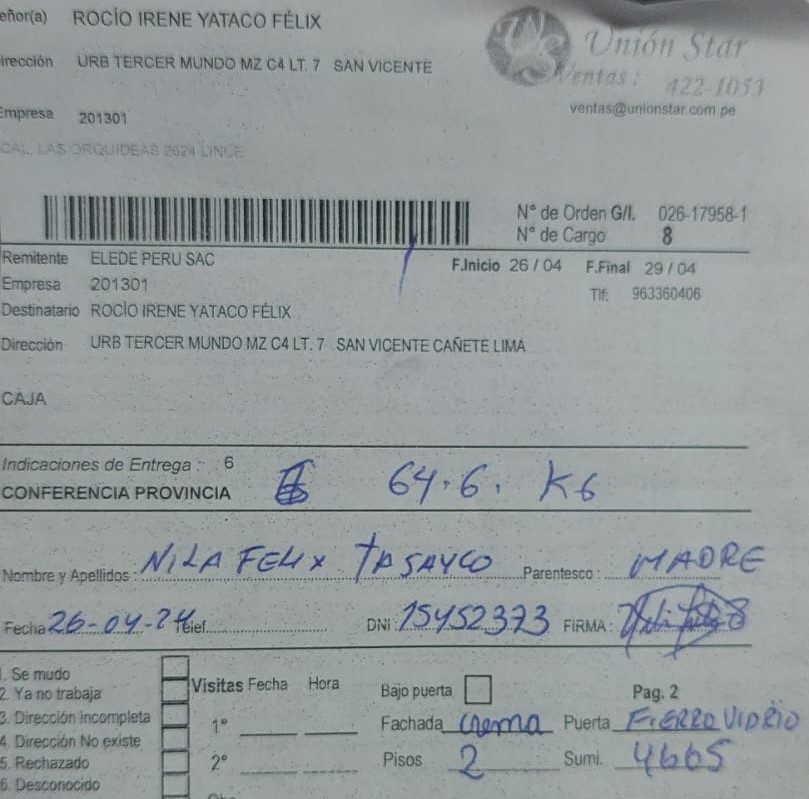 eñor(a) ROCÍO IRENE YATACO FÉLIX
Unión Star
irección URB TERCER MUNDO MZ C4 LT. 7 SAN VICENTE
Ventas: 422-1053
ventas@unionstar.com.pe
Empresa 201301
CAL. LAS ORQUIDEAS 2624 LINCE
N° de Orden G/I. 026-17958-1
N° de Cargo 8
Remitente ELEDE PERU SAC
F.Inicio 26 / 04 F.Final 29 / 04
Empresa 201301
Tlf: 963360406
Destinatario ROCÍO IRENE YATACO FÉLIX
Dirección URB TERCER MUNDO MZ C4 LT. 7 SAN VICENTE CAÑETE LIMA
CAJA
Indicaciones de Entrega : 6
CONFERENCIA PROVINCIA 64.6. KG
Nombre y Apellidos : NILA FELIX TASAYCO Parentesco : MADRE
Fecha 26-04-24 Telef. DNI : 15452373 FIRMA :
1. Se mudo
2. Ya no trabaja
3. Dirección incompleta
4. Dirección No existe
5. Rechazado
6. Desconocido
Visitas Fecha Hora
1°
2°
Bajo puerta Pag. 2
Fachada crema Puerta FIERRO VIDRIO
Pisos 2 Sumi. 4665